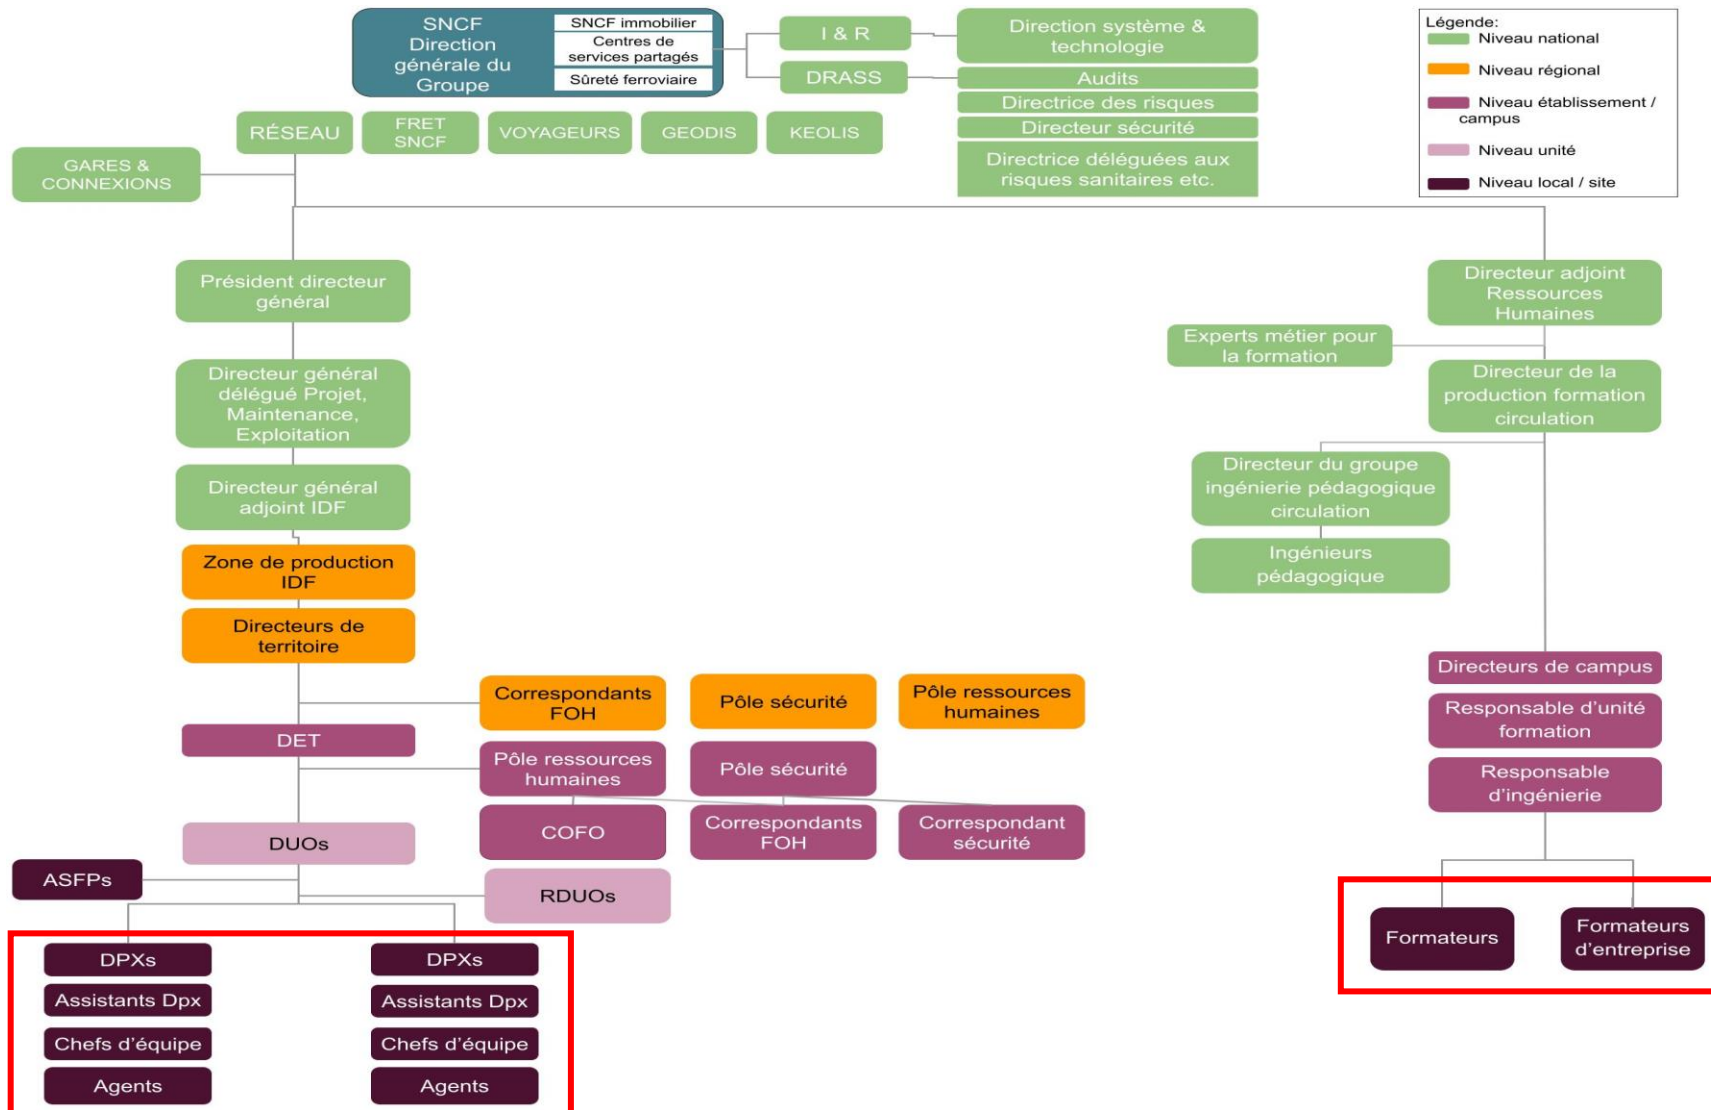 SNCF
Direction
générale du
Groupe
SNCF immobilier
Centres de
services partagés
Sûreté ferroviaire
I & R
DRASS
Direction système &
technologie
Audits
Directrice des risques
Directeur sécurité
Directrice déléguées aux
risques sanitaires etc.
Légende:
Niveau national
Niveau régional
Niveau établissement /
campus
Niveau unité
Niveau local / site
RÉSEAU
FRET
SNCF
VOYAGEURS
GEODIS
KEOLIS
GARES &
CONNEXIONS
Président directeur
général
Directeur général
délégué Projet,
Maintenance,
Exploitation
Directeur général
adjoint IDF
Zone de production
IDF
Directeurs de
territoire
Correspondants
FOH
Pôle sécurité
Pôle ressources
humaines
DET
Pôle ressources
humaines
Pôle sécurité
COFO
Correspondants
FOH
Correspondant
sécurité
DUOs
ASFPs
RDUOs
DPXs
Assistants Dpx
Chefs d'équipe
Agents
DPXs
Assistants Dpx
Chefs d'équipe
Agents
Directeur adjoint
Ressources
Humaines
Experts métier pour
la formation
Directeur de la
production formation
circulation
Directeur du groupe
ingénierie pédagogique
circulation
Ingénieurs
pédagogique
Directeurs de campus
Responsable d'unité
formation
Responsable
d'ingénierie
Formateurs
Formateurs
d'entreprise